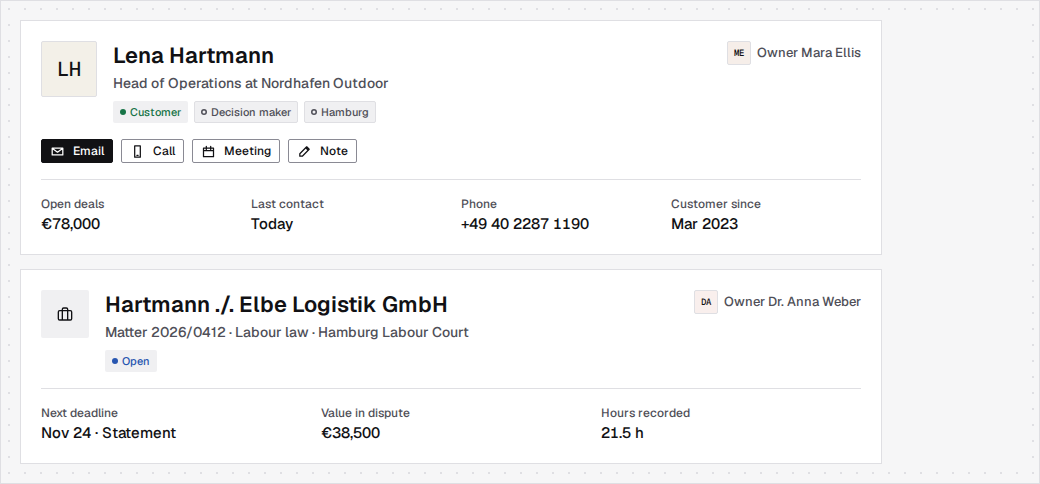 LH
Lena Hartmann
ME Owner Mara Ellis
Head of Operations at Nordhafen Outdoor
Customer Decision maker Hamburg
Email Call Meeting Note
Open deals Last contact Phone Customer since
€78,000 Today +49 40 2287 1190 Mar 2023
Hartmann ./. Elbe Logistik GmbH
DA Owner Dr. Anna Weber
Matter 2026/0412 · Labour law · Hamburg Labour Court
Open
Next deadline Value in dispute Hours recorded
Nov 24 · Statement €38,500 21.5 h